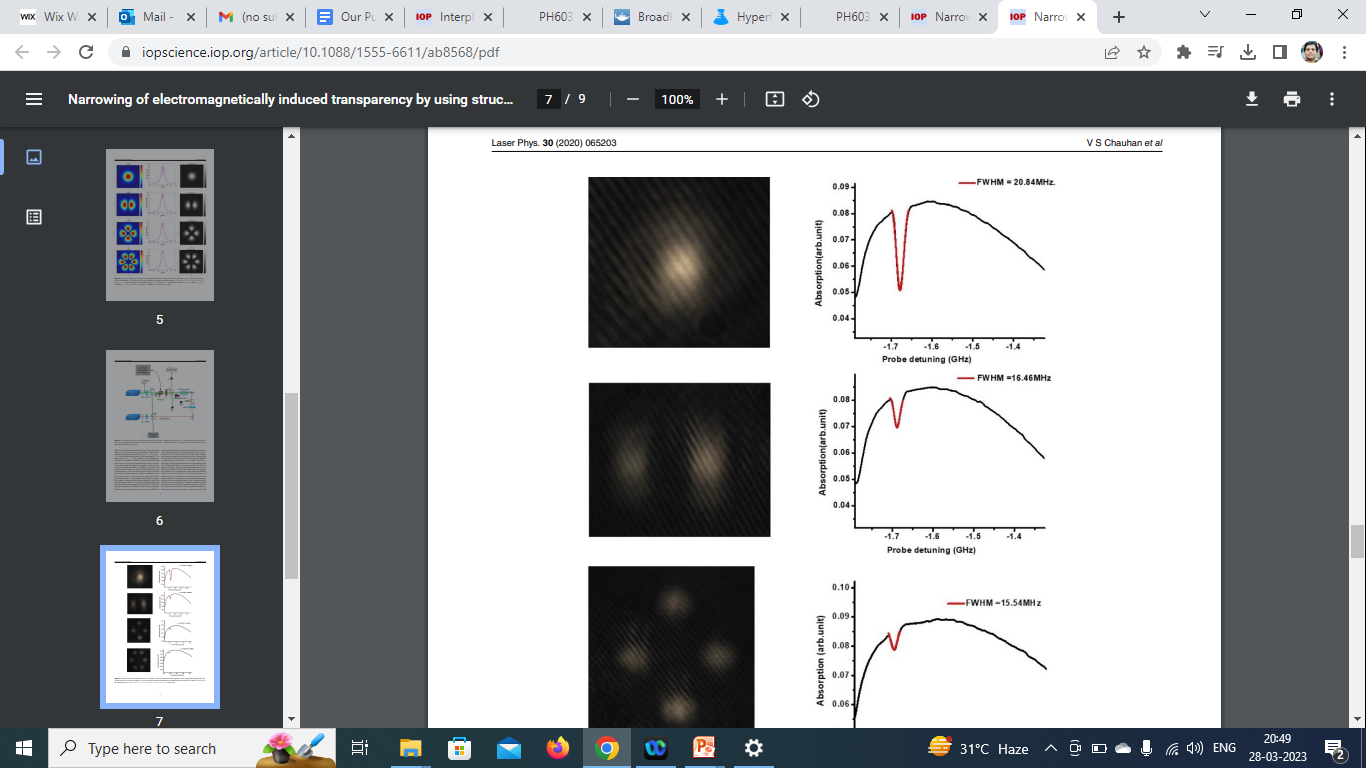 Wix W
Mail -
(no su
Our Pu
IOP Interpl
PH603
Broadb
Hyperf
PH603
IOP Narrow
IOP Narrow
iopscience.iop.org/article/10.1088/1555-6611/ab8568/pdf
Narrowing of electromagnetically induced transparency by using struc...
7 / 9
100%
Laser Phys. 30 (2020) 065203
V S Chauhan et al
5
6
7
FWHM = 20.84MHz.
0.09
0.08
0.07
0.06
0.05
0.04
Absorption(arb.unit)
-1.7 -1.6 -1.5 -1.4
Probe detuning (GHz)
FWHM =16.46MHz
0.08
0.07
0.06
0.05
0.04
Absorption(arb.unit)
-1.7 -1.6 -1.5 -1.4
Probe detuning (GHz)
0.10
FWHM =15.54MHz
0.09
0.08
0.07
0.06
Absorption (arb.unit)
Type here to search
31°C Haze
ENG
20:49
28-03-2023
2